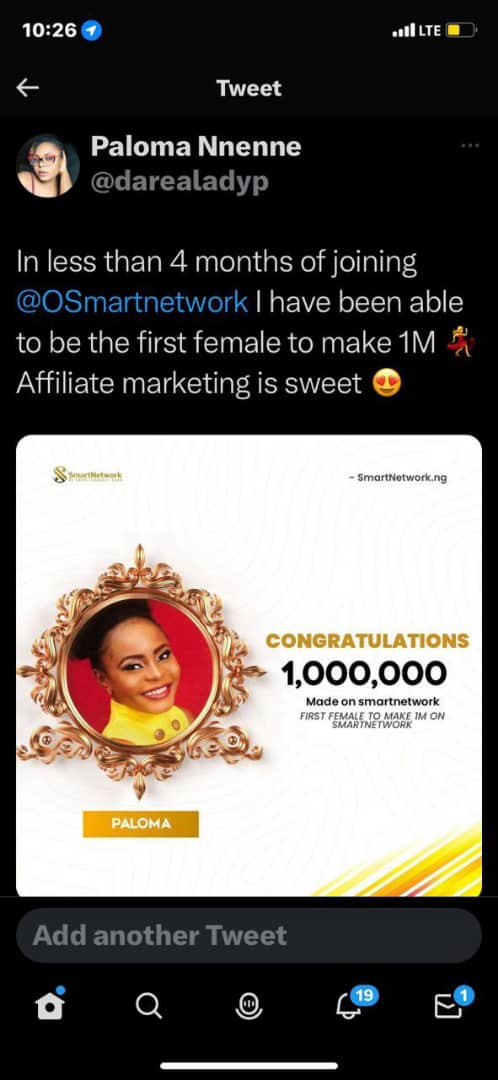 10:26
LTE
Tweet
Paloma Nnenne
@darealadyp
In less than 4 months of joining
@OSmartnetwork I have been able
to be the first female to make 1M 💃
Affiliate marketing is sweet 😍
SmartNetwork
- SmartNetwork.ng
CONGRATULATIONS
1,000,000
Made on smartnetwork
FIRST FEMALE TO MAKE 1M ON
SMARTNETWORK
PALOMA
Add another Tweet
19
1